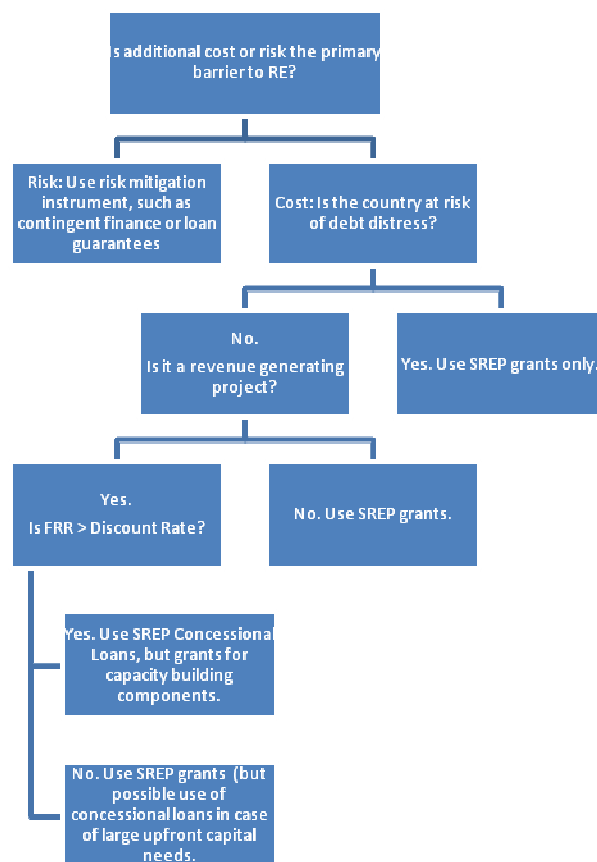 Is additional cost or risk the primary
barrier to RE?
Risk: Use risk mitigation
instrument, such as
contingent finance or loan
guarantees
Cost: Is the country at risk
of debt distress?
No.
Is it a revenue generating
project?
Yes. Use SREP grants only.
Yes.
Is FRR > Discount Rate?
No. Use SREP grants.
Yes. Use SREP Concessional
Loans, but grants for
capacity building
components.
No. Use SREP grants (but
possible use of
concessional loans in case
of large upfront capital
needs.